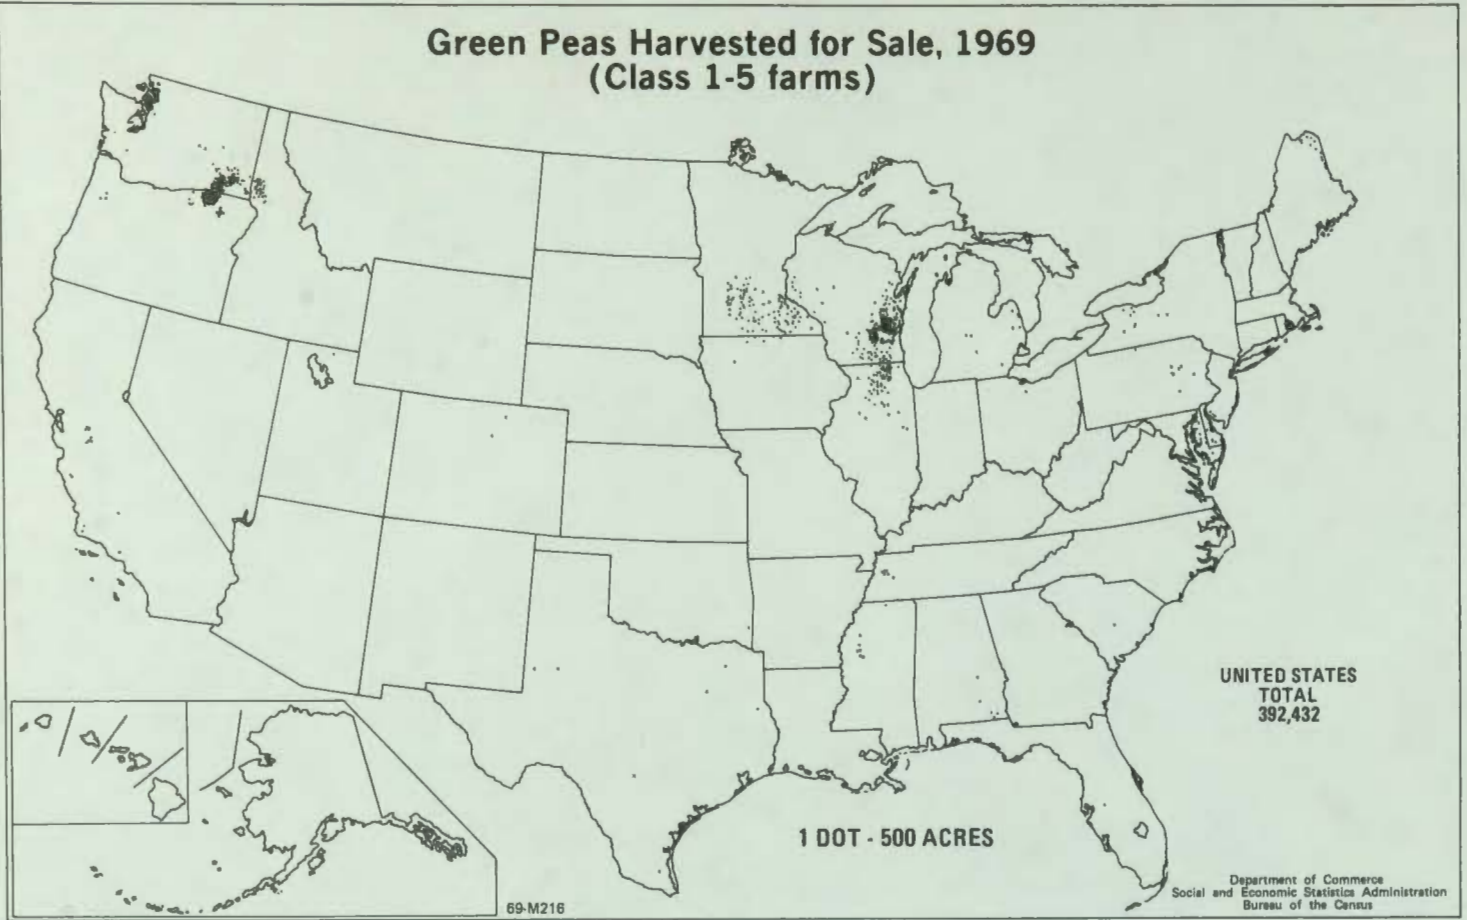 Green Peas Harvested for Sale, 1969
(Class 1-5 farms)
UNITED STATES
TOTAL
392,432
1 DOT - 500 ACRES
69-M216
Department of Commerce
Social and Economic Statistics Administration
Bureau of the Census